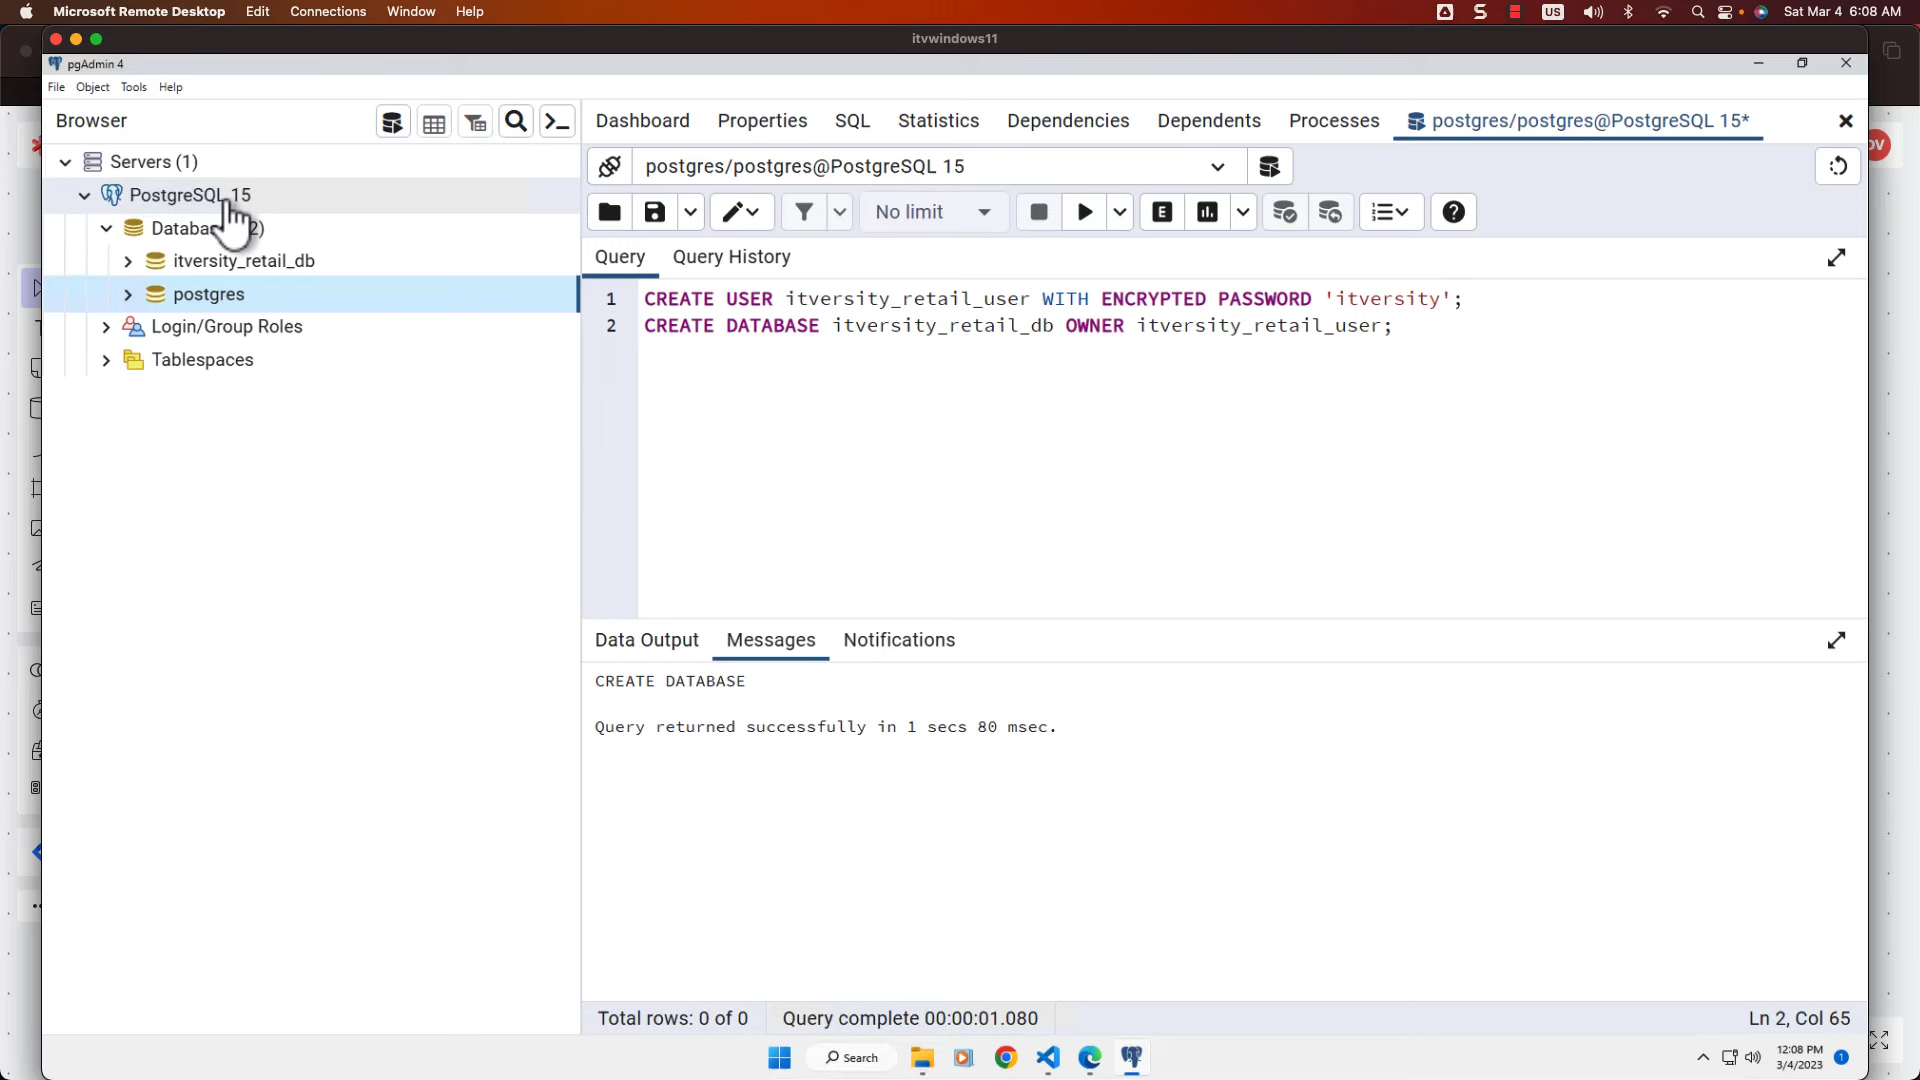 Microsoft Remote Desktop Edit Connections Window Help
US Sat Mar 4 6:08 AM
itvwindows11
pgAdmin 4
File Object Tools Help
Browser
Dashboard Properties SQL Statistics Dependencies Dependents Processes postgres/postgres@PostgreSQL 15*
Servers (1)
postgres/postgres@PostgreSQL 15
PostgreSQL 15
No limit
E
itversity_retail_db
postgres
Login/Group Roles
Tablespaces
Query Query History
1 CREATE USER itversity_retail_user WITH ENCRYPTED PASSWORD 'itversity';
2 CREATE DATABASE itversity_retail_db OWNER itversity_retail_user;
Data Output Messages Notifications
CREATE DATABASE
Query returned successfully in 1 secs 80 msec.
Total rows: 0 of 0 Query complete 00:00:01.080 Ln 2, Col 65
Search
12:08 PM
3/4/2023
1